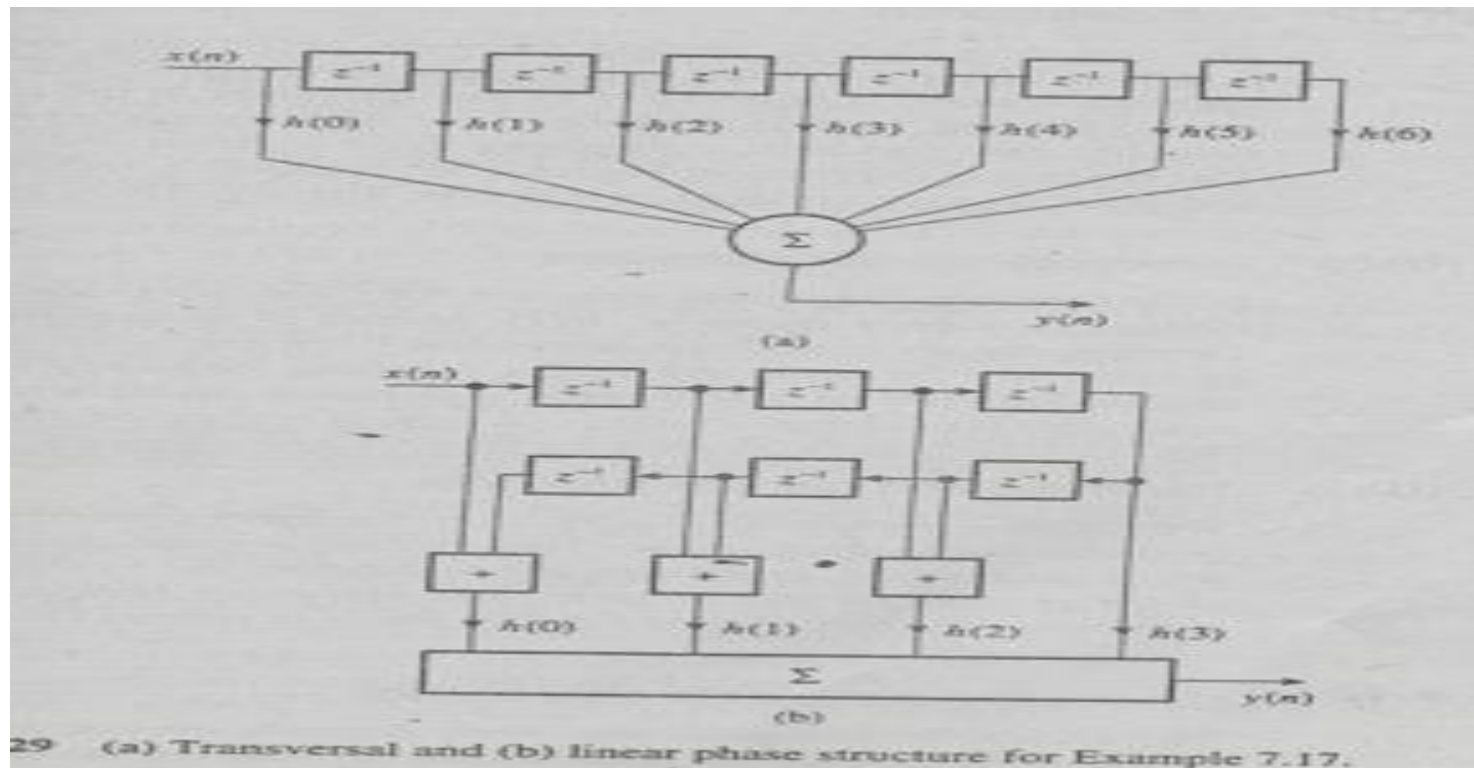 x(n) z⁻¹ z⁻¹ z⁻¹ z⁻¹ z⁻¹ z⁻¹
h(0) h(1) h(2) h(3) h(4) h(5) h(6)
Σ
y(n)
(a)
x(n) z⁻¹ z⁻¹ z⁻¹
z⁻¹ z⁻¹ z⁻¹
+ + +
h(0) h(1) h(2) h(3)
Σ
y(n)
(b)
29 (a) Transversal and (b) linear phase structure for Example 7.17.